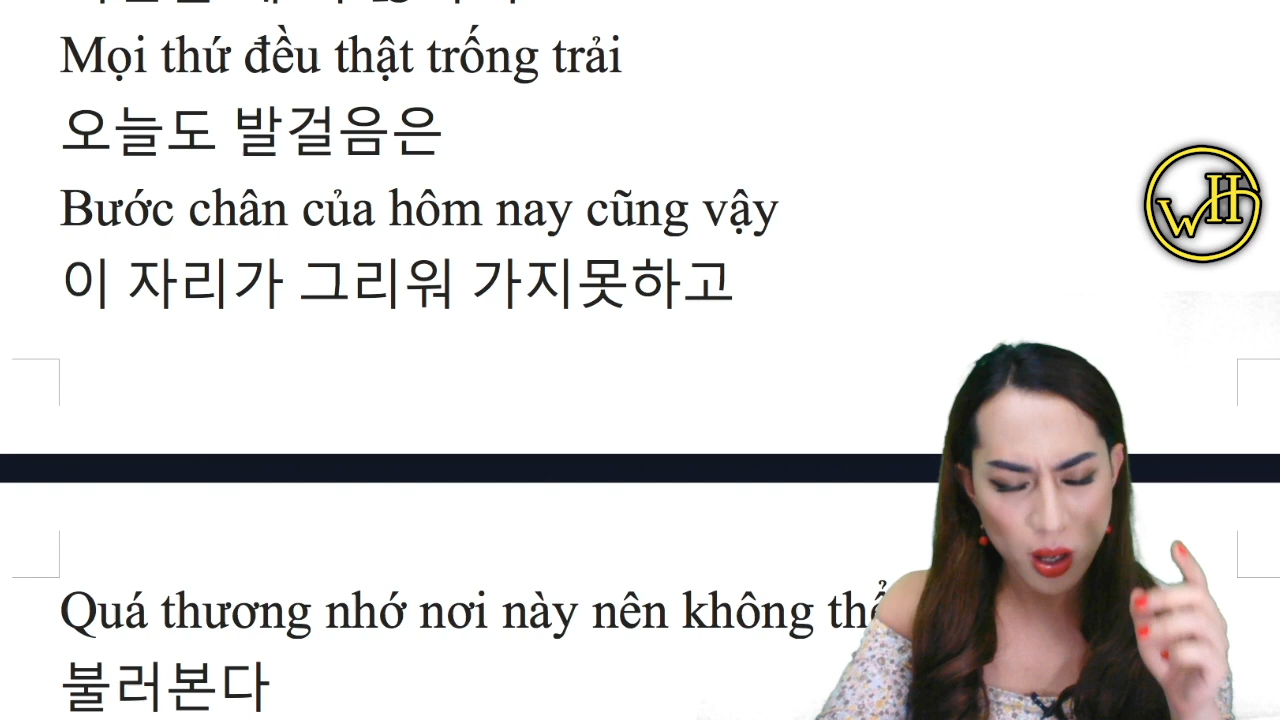 Mọi thứ đều thật trống trải
오늘도 발걸음은
Bước chân của hôm nay cũng vậy
이 자리가 그리워 가지못하고
Quá thương nhớ nơi này nên không thể
불러본다
WH